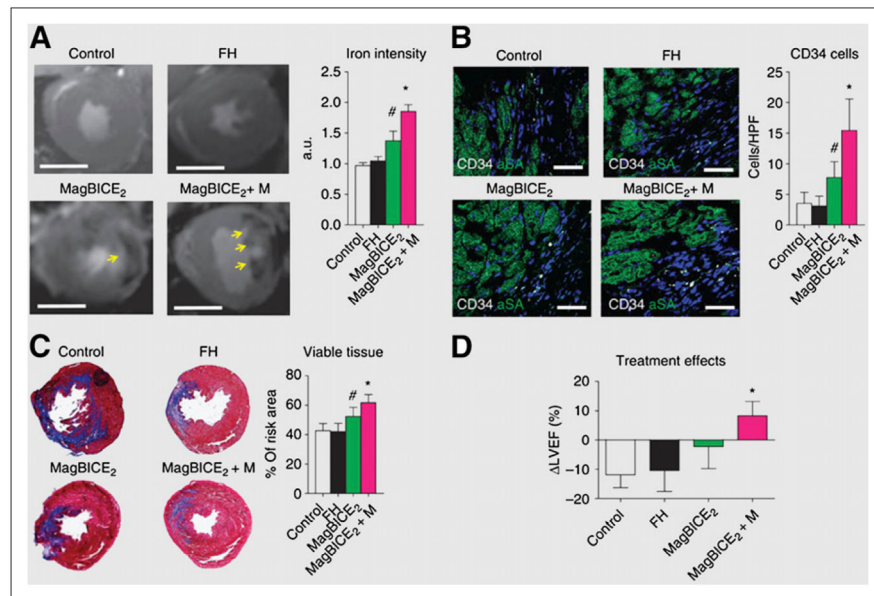 A
Control
FH
Iron intensity
2.5
2.0
1.5
1.0
0.5
0.0
a.u.
#
*
MagBICE₂
MagBICE₂+ M
Control
FH
MagBICE₂
MagBICE₂ + M
B
Control
FH
CD34 cells
CD34 aSA
CD34 aSA
25
20
15
10
5
0
Cells/HPF
#
*
MagBICE₂
MagBICE₂+ M
CD34 aSA
CD34 aSA
Control
FH
MagBICE₂
MagBICE₂ + M
C
Control
FH
Viable tissue
80
60
40
20
0
% Of risk area
#
*
MagBICE₂
MagBICE₂ + M
Control
FH
MagBICE₂
MagBICE₂ + M
D
Treatment effects
20
10
0
−10
−20
ΔLVEF (%)
*
Control
FH
MagBICE₂
MagBICE₂ + M